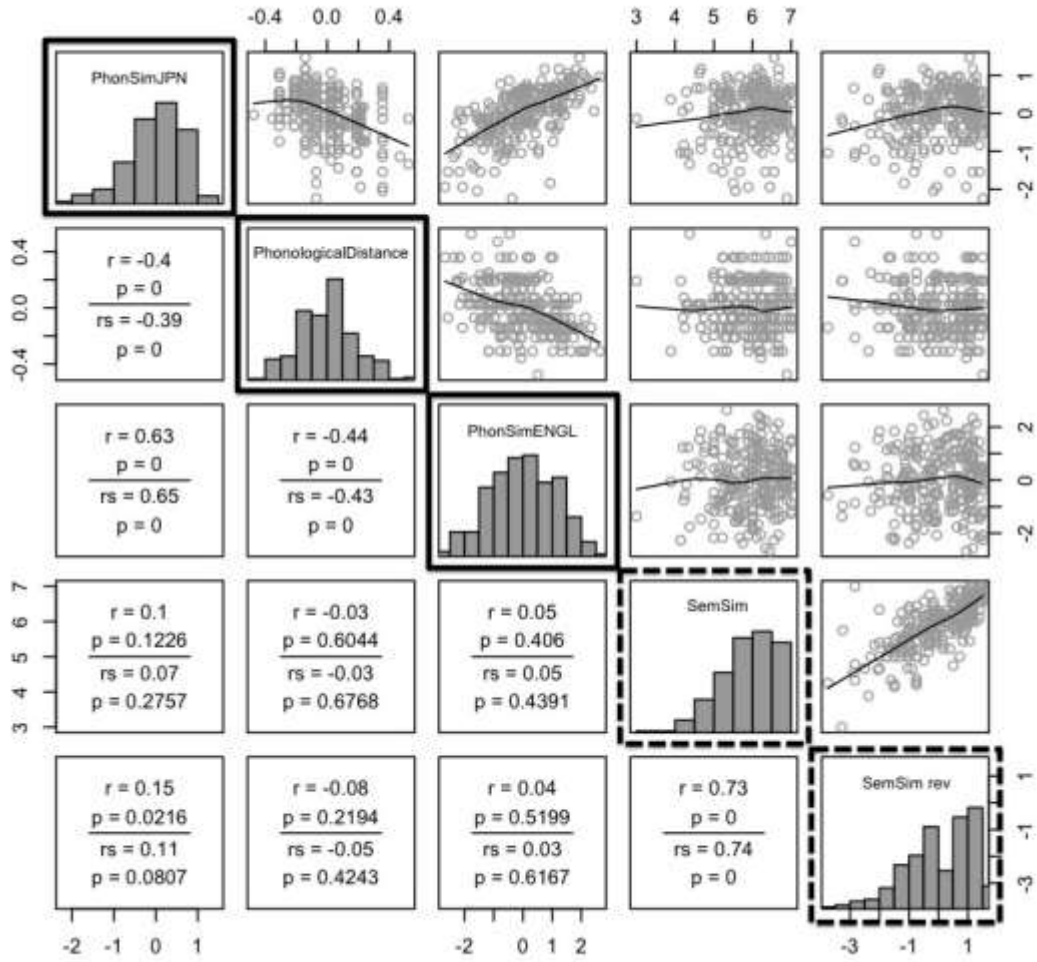 -0.4 0.0 0.4 3 4 5 6 7
PhonSimJPN
1
0
-1
-2
0.4
0.0
-0.4
r = -0.4
p = 0
rs = -0.39
p = 0
PhonologicalDistance
r = 0.63
p = 0
rs = 0.65
p = 0
r = -0.44
p = 0
rs = -0.43
p = 0
PhonSimENGL
2
0
-2
7
6
5
4
3
r = 0.1
p = 0.1226
rs = 0.07
p = 0.2757
r = -0.03
p = 0.6044
rs = -0.03
p = 0.6768
r = 0.05
p = 0.406
rs = 0.05
p = 0.4391
SemSim
r = 0.15
p = 0.0216
rs = 0.11
p = 0.0807
r = -0.08
p = 0.2194
rs = -0.05
p = 0.4243
r = 0.04
p = 0.5199
rs = 0.03
p = 0.6167
r = 0.73
p = 0
rs = 0.74
p = 0
SemSim rev
1
-1
-3
-2 -1 0 1 -2 0 1 2 -3 -1 1